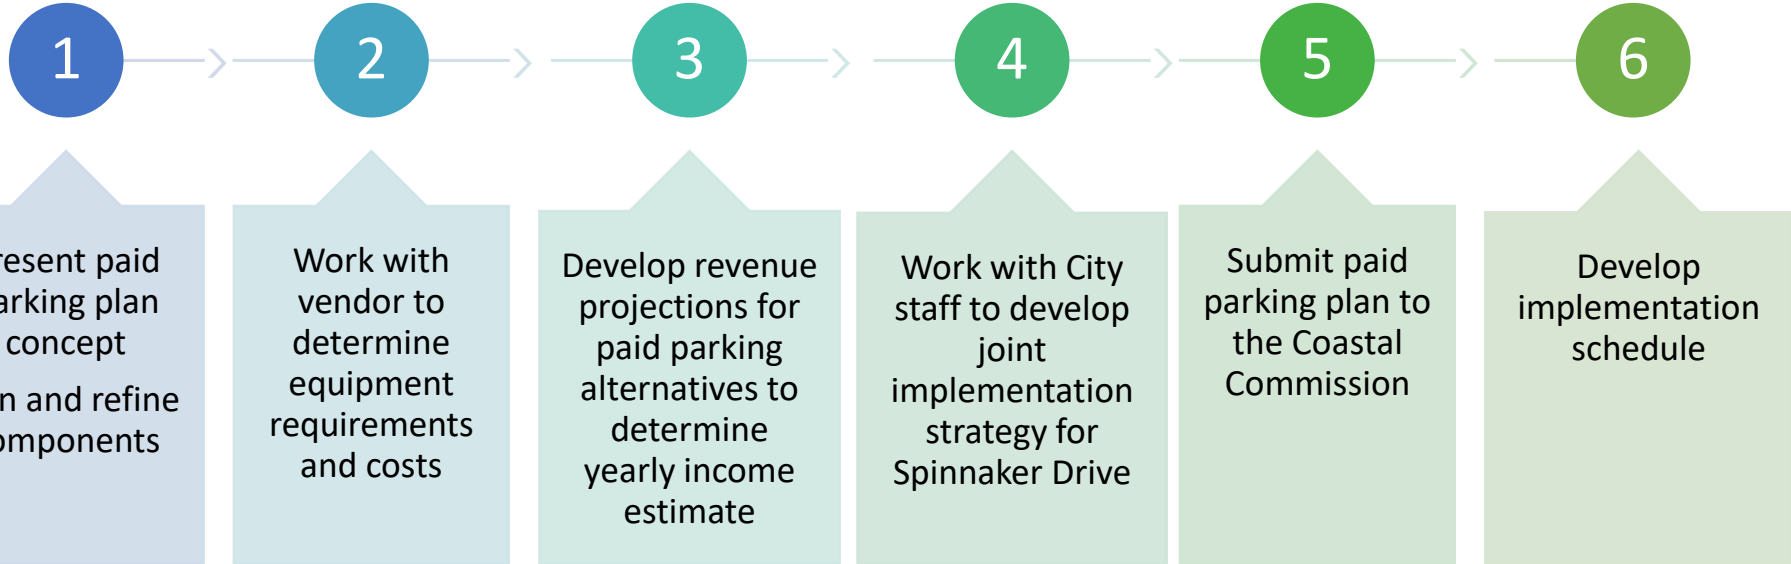 1
2
3
4
5
6
resent paid
arking plan
concept
n and refine
omponents
Work with
vendor to
determine
equipment
requirements
and costs
Develop revenue
projections for
paid parking
alternatives to
determine
yearly income
estimate
Work with City
staff to develop
joint
implementation
strategy for
Spinnaker Drive
Submit paid
parking plan to
the Coastal
Commission
Develop
implementation
schedule